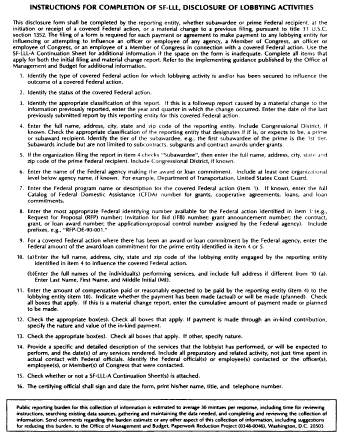 INSTRUCTIONS FOR COMPLETION OF SF-LLL, DISCLOSURE OF LOBBYING ACTIVITIES
This disclosure form shall be completed by the reporting entity, whether subawardee or prime Federal recipient, at the
initiation or receipt of a covered Federal action, or a material change to a previous filing, pursuant to title 31 U.S.C.
section 1352. The filing of a form is required for each payment or agreement to make payment to any lobbying entity for
influencing or attempting to influence an officer or employee of any agency, a Member of Congress, an officer or
employee of Congress, or an employee of a Member of Congress in connection with a covered Federal action. Use the
SF-LLL-A Continuation Sheet for additional information if the space on the form is inadequate. Complete all items that
apply for both the initial filing and material change report. Refer to the implementing guidance published by the Office of
Management and Budget for additional information.
1. Identify the type of covered Federal action for which lobbying activity is and/or has been secured to influence the
outcome of a covered Federal action.
2. Identify the status of the covered Federal action.
3. Identify the appropriate classification of this report. If this is a followup report caused by a material change to the
information previously reported, enter the year and quarter in which the change occurred. Enter the date of the last
previously submitted report by this reporting entity for this covered Federal action.
4. Enter the full name, address, city, state and zip code of the reporting entity. Include Congressional District, if
known. Check the appropriate classification of the reporting entity that designates if it is, or expects to be, a prime
or subaward recipient. Identify the tier of the subawardee, e.g., the first subawardee of the prime is the 1st tier.
Subawards include but are not limited to subcontracts, subgrants and contract awards under grants.
5. If the organization filing the report in item 4 checks "Subawardee", then enter the full name, address, city, state and
zip code of the prime Federal recipient. Include Congressional District, if known.
6. Enter the name of the Federal agency making the award or loan commitment. Include at least one organizational
level below agency name, if known. For example, Department of Transportation, United States Coast Guard.
7. Enter the Federal program name or description for the covered Federal action (item 1). If known, enter the full
Catalog of Federal Domestic Assistance (CFDA) number for grants, cooperative agreements, loans, and loan
commitments.
8. Enter the most appropriate Federal identifying number available for the Federal action identified in item 1 (e.g.,
Request for Proposal (RFP) number; Invitation for Bid (IFB) number; grant announcement number; the contract,
grant, or loan award number; the application/proposal control number assigned by the Federal agency). Include
prefixes, e.g., "RFP-DE-90-001."
9. For a covered Federal action where there has been an award or loan commitment by the Federal agency, enter the
Federal amount of the award/loan commitment for the prime entity identified in item 4 or 5.
10. (a) Enter the full name, address, city, state and zip code of the lobbying entity engaged by the reporting entity
identified in item 4 to influence the covered Federal action.
(b) Enter the full names of the individual(s) performing services, and include full address if different from 10 (a).
Enter Last Name, First Name, and Middle Initial (MI).
11. Enter the amount of compensation paid or reasonably expected to be paid by the reporting entity (item 4) to the
lobbying entity (item 10). Indicate whether the payment has been made (actual) or will be made (planned). Check
all boxes that apply. If this is a material change report, enter the cumulative amount of payment made or planned
to be made.
12. Check the appropriate box(es). Check all boxes that apply. If payment is made through an in-kind contribution,
specify the nature and value of the in-kind payment.
13. Check the appropriate box(es). Check all boxes that apply. If other, specify nature.
14. Provide a specific and detailed description of the services that the lobbyist has performed, or will be expected to
perform, and the date(s) of any services rendered. Include all preparatory and related activity, not just time spent in
actual contact with Federal officials. Identify the Federal official(s) or employee(s) contacted or the officer(s),
employee(s), or Member(s) of Congress that were contacted.
15. Check whether or not a SF-LLL-A Continuation Sheet(s) is attached.
16. The certifying official shall sign and date the form, print his/her name, title, and telephone number.
Public reporting burden for this collection of information is estimated to average 30 mintues per response, including time for reviewing
instructions, searching existing data sources, gathering and maintaining the data needed, and completing and reviewing the collection of
information. Send comments regarding the burden estimate or any other aspect of this collection of information, including suggestions
for reducing this burden, to the Office of Management and Budget, Paperwork Reduction Project (0348-0046), Washington, D.C. 20503